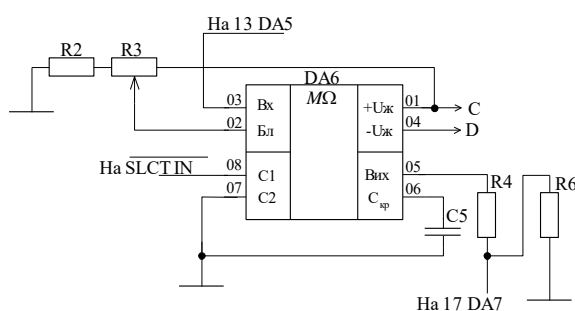 На 13 DA5
R2
R3
DA6
03
Вх
MΩ
+Uж
01
C
02
Бл
-Uж
04
D
На SLCT IN
08
C1
Вих
05
07
C2
Cкр
06
R4
R6
C5
На 17 DA7